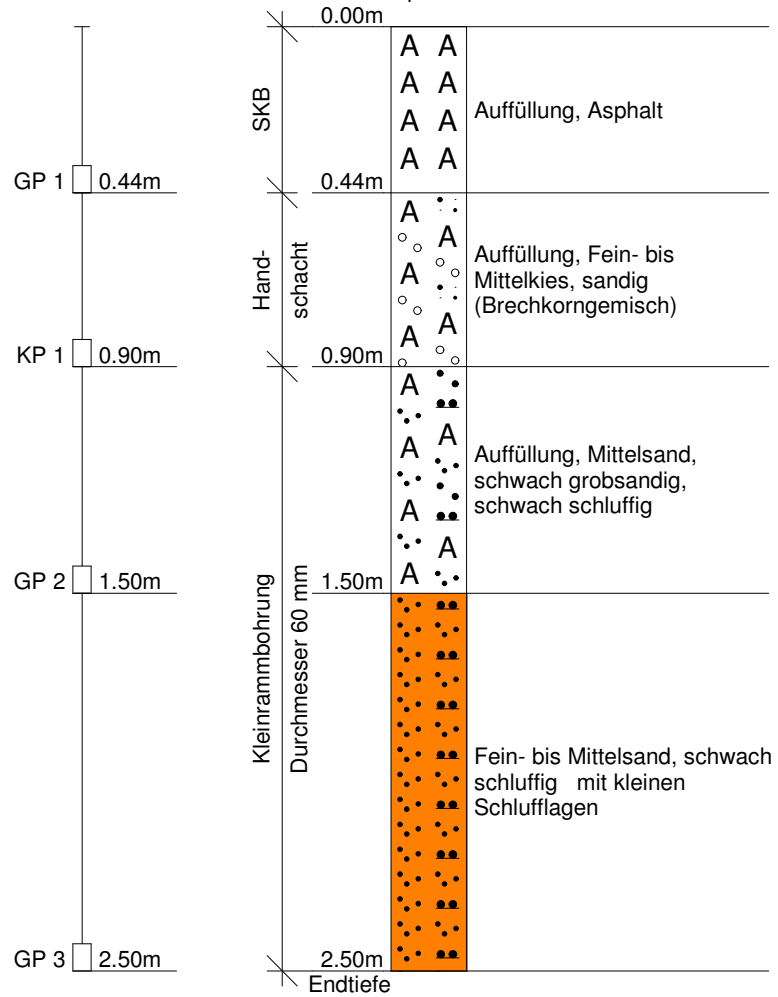 0.00m
SKB
A A
A A
A A
A A
Auffüllung, Asphalt
GP 1 0.44m
0.44m
Hand-
schacht
A
A
A
A
A
Auffüllung, Fein- bis
Mittelkies, sandig
(Brechkorngemisch)
KP 1 0.90m
0.90m
A
A
A
A
A
A
Auffüllung, Mittelsand,
schwach grobsandig,
schwach schluffig
GP 2 1.50m
1.50m
Kleinrammbohrung
Durchmesser 60 mm
Fein- bis Mittelsand, schwach
schluffig mit kleinen
Schlufflagen
GP 3 2.50m
2.50m
Endtiefe